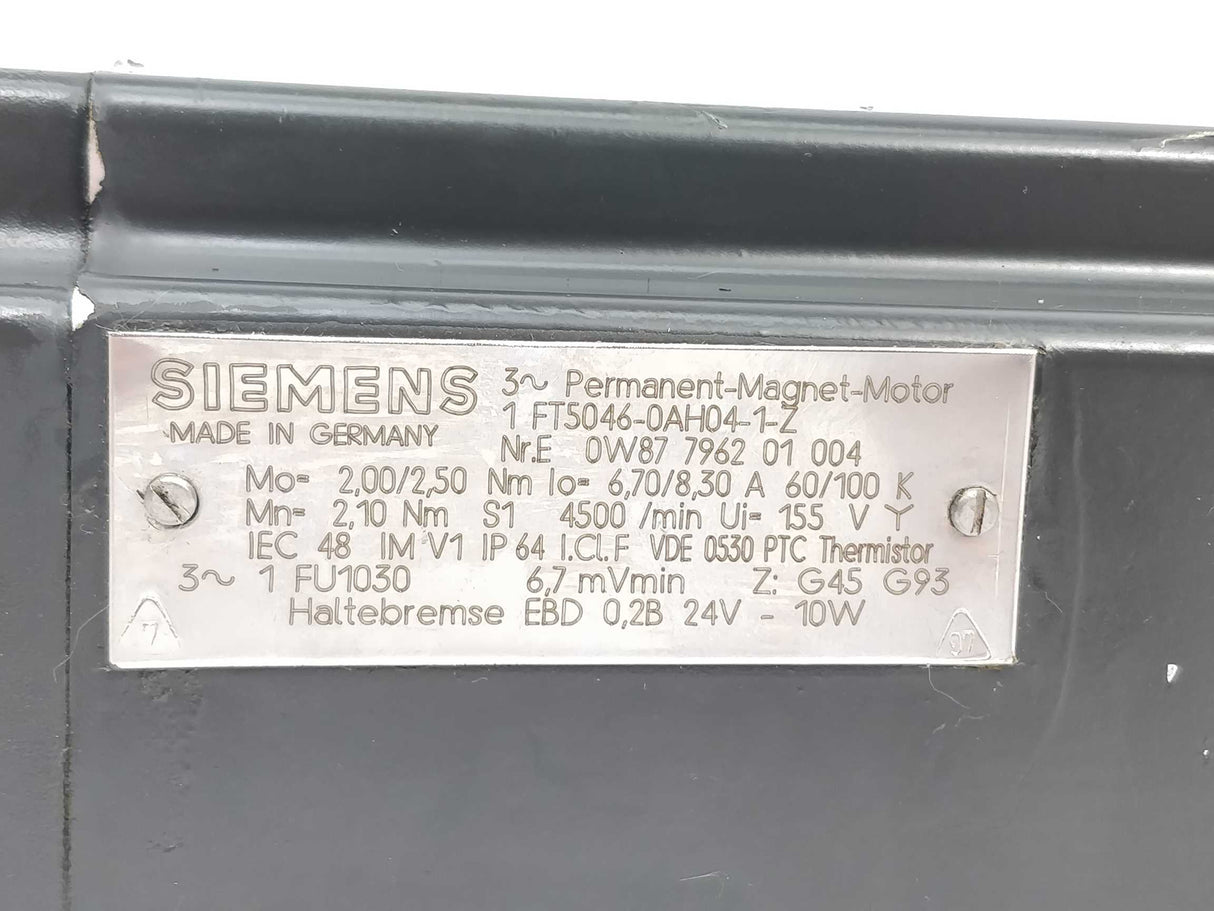 SIEMENS 3~ Permanent-Magnet-Motor
1 FT5046-0AH04-1-Z
MADE IN GERMANY
Nr.E 0W87 7962 01 004
Mo= 2,00/2,50 Nm Io= 6,70/8,30 A 60/100 K
Mn= 2,10 Nm S1 4500 /min Ui= 155 V Y
IEC 48 IM V1 IP 64 I.Cl.F VDE 0530 PTC Thermistor
3~ 1 FU1030 6,7 mVmin Z: G45 G93
Haltebremse EBD 0,2B 24V - 10W
7